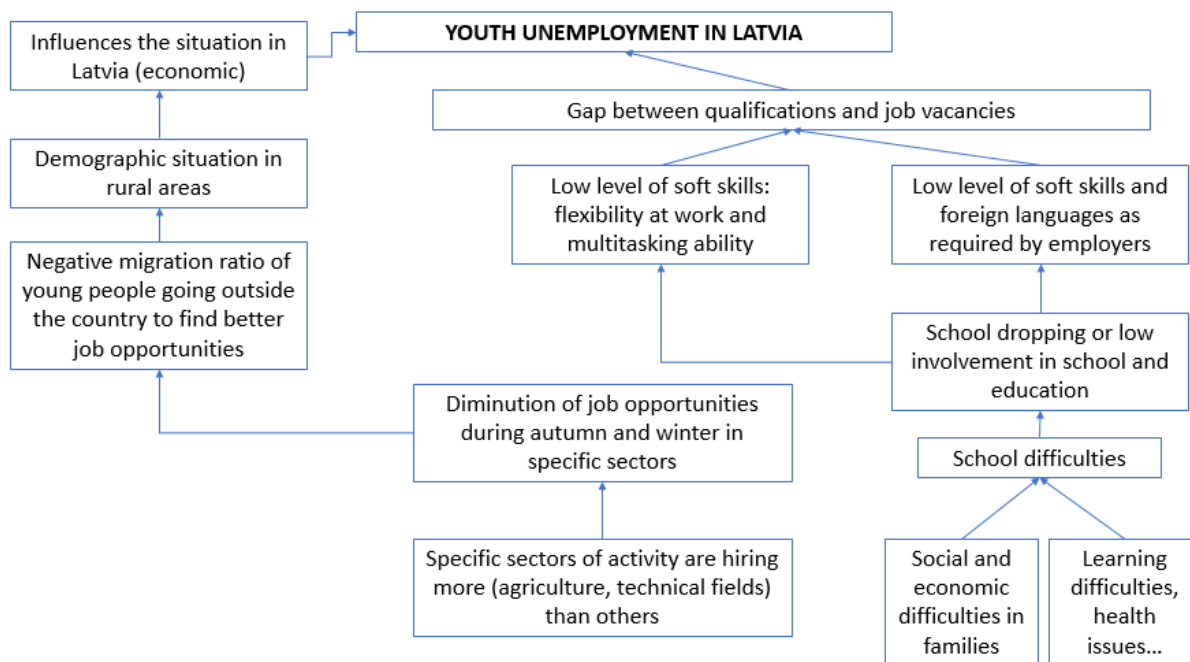 YOUTH UNEMPLOYMENT IN LATVIA
Influences the situation in
Latvia (economic)
Gap between qualifications and job vacancies
Demographic situation in
rural areas
Low level of soft skills:
flexibility at work and
multitasking ability
Low level of soft skills and
foreign languages as
required by employers
Negative migration ratio of
young people going outside
the country to find better
job opportunities
School dropping or low
involvement in school and
education
Diminution of job opportunities
during autumn and winter in
specific sectors
School difficulties
Specific sectors of activity are hiring
more (agriculture, technical fields)
than others
Social and
economic
difficulties in
families
Learning
difficulties,
health
issues…